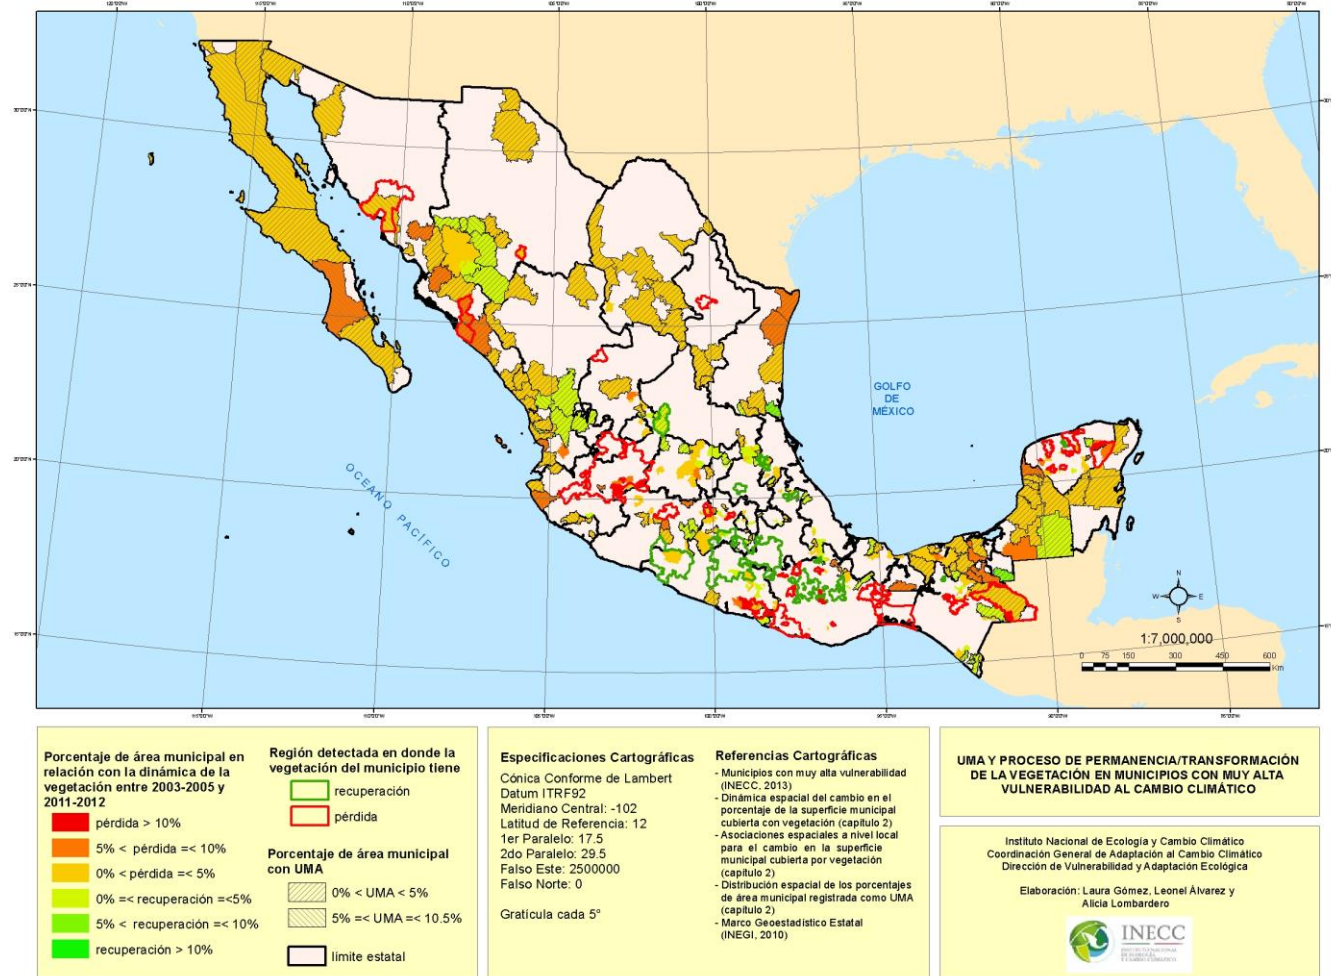 GOLFO
DE
MÉXICO
OCEANO PACÍFICO
N
W
E
S
1:7,000,000
0 75 150 300 450 600
Km
Porcentaje de área municipal en
relación con la dinámica de la
vegetación entre 2003-2005 y
2011-2012
pérdida > 10%
5% < pérdida =< 10%
0% < pérdida =< 5%
0% =< recuperación =<5%
5% < recuperación =< 10%
recuperación > 10%
Región detectada en donde la
vegetación del municipio tiene
recuperación
pérdida
Porcentaje de área municipal
con UMA
0% < UMA < 5%
5% =< UMA =< 10.5%
límite estatal
Especificaciones Cartográficas
Cónica Conforme de Lambert
Datum ITRF92
Meridiano Central: -102
Latitud de Referencia: 12
1er Paralelo: 17.5
2do Paralelo: 29.5
Falso Este: 2500000
Falso Norte: 0
Gratícula cada 5°
Referencias Cartográficas
- Municipios con muy alta vulnerabilidad
(INECC, 2013)
- Dinámica espacial del cambio en el
porcentaje de la superficie municipal
cubierta con vegetación (capítulo 2)
- Asociaciones espaciales a nivel local
para el cambio en la superficie
municipal cubierta por vegetación
(capítulo 2)
- Distribución espacial de los porcentajes
de área municipal registrada como UMA
(capítulo 2)
- Marco Geoestadístico Estatal
(INEGI, 2010)
UMA Y PROCESO DE PERMANENCIA/TRANSFORMACIÓN
DE LA VEGETACIÓN EN MUNICIPIOS CON MUY ALTA
VULNERABILIDAD AL CAMBIO CLIMÁTICO
Instituto Nacional de Ecología y Cambio Climático
Coordinación General de Adaptación al Cambio Climático
Dirección de Vulnerabilidad y Adaptación Ecológica
Elaboración: Laura Gómez, Leonel Álvarez y
Alicia Lombardero
INECC
INSTITUTO NACIONAL
DE ECOLOGÍA
Y CAMBIO CLIMÁTICO